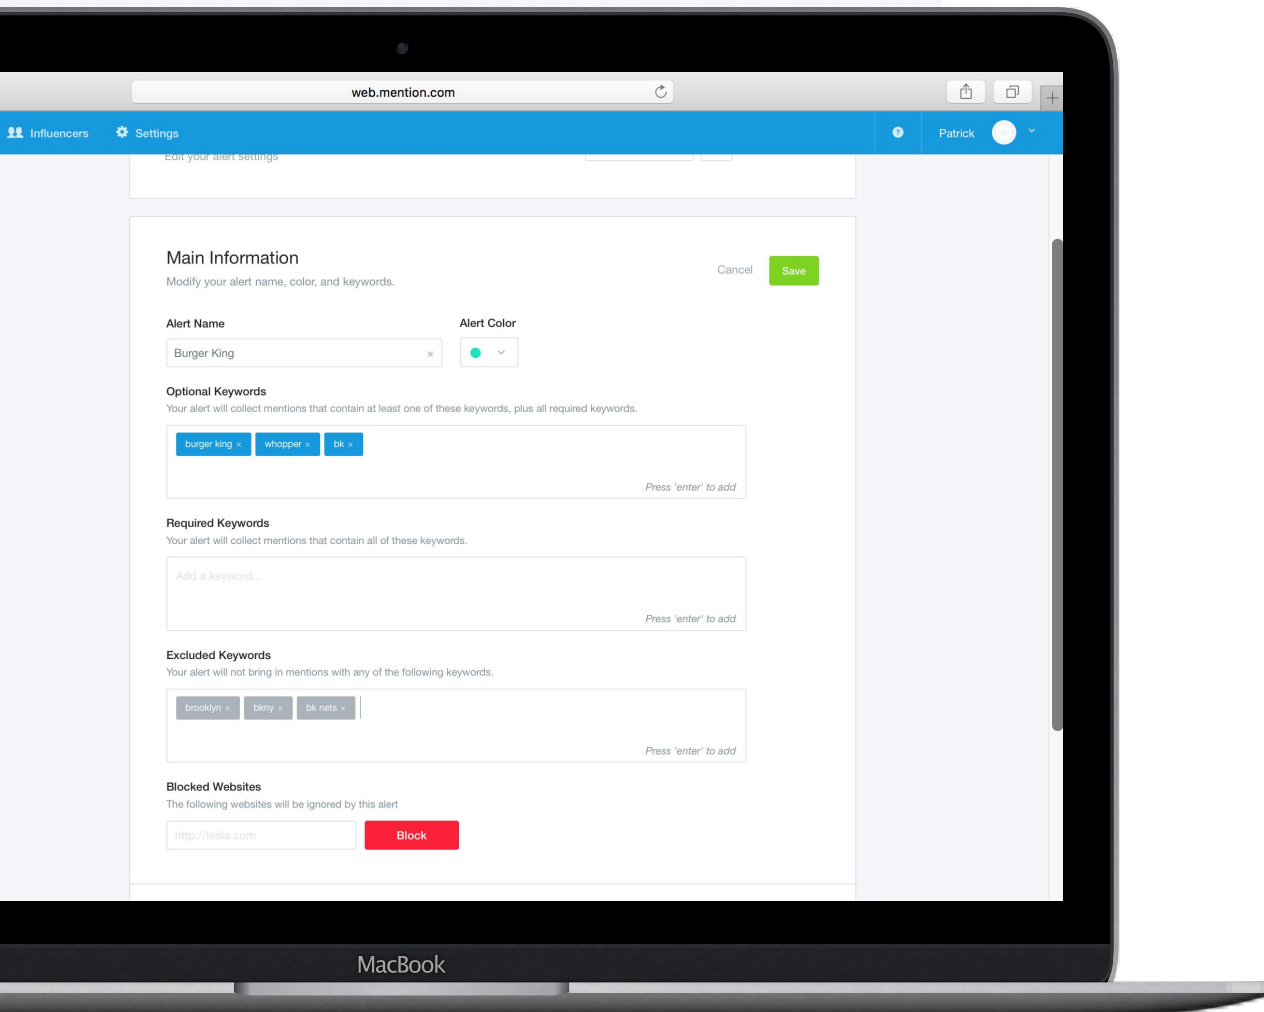 web.mention.com
Influencers
Settings
Patrick
Edit your alert settings
Main Information
Modify your alert name, color, and keywords.
Cancel
Save
Alert Name
Alert Color
Burger King ×
Optional Keywords
Your alert will collect mentions that contain at least one of these keywords, plus all required keywords.
burger king × whopper × bk ×
Press 'enter' to add
Required Keywords
Your alert will collect mentions that contain all of these keywords.
Add a keyword...
Press 'enter' to add
Excluded Keywords
Your alert will not bring in mentions with any of the following keywords.
brooklyn × bkny × bk nets ×
Press 'enter' to add
Blocked Websites
The following websites will be ignored by this alert
http://tesla.com
Block
MacBook